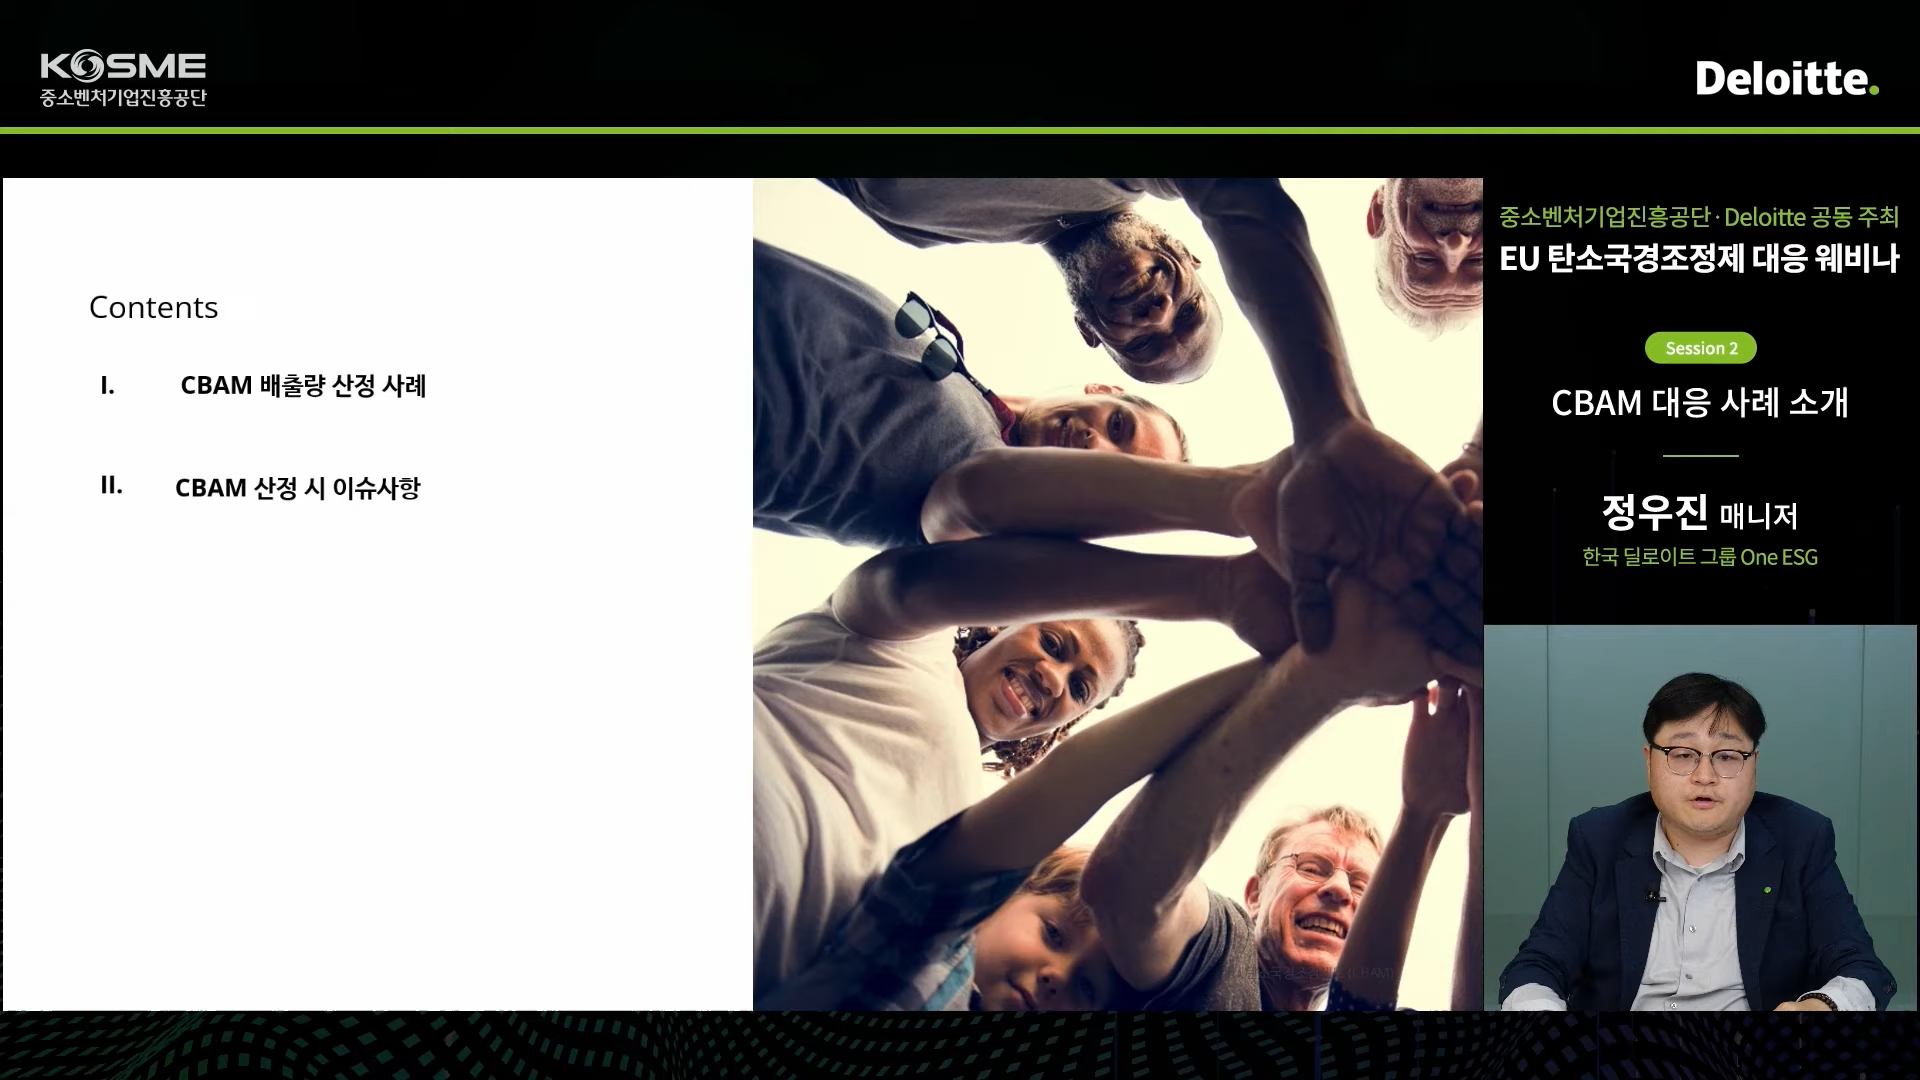 KOSME
중소벤처기업진흥공단
Deloitte.
Contents
I. CBAM 배출량 산정 사례
II. CBAM 산정 시 이슈사항
중소벤처기업진흥공단 · Deloitte 공동 주최
EU 탄소국경조정제 대응 웨비나
Session 2
CBAM 대응 사례 소개
정우진 매니저
한국 딜로이트 그룹 One ESG